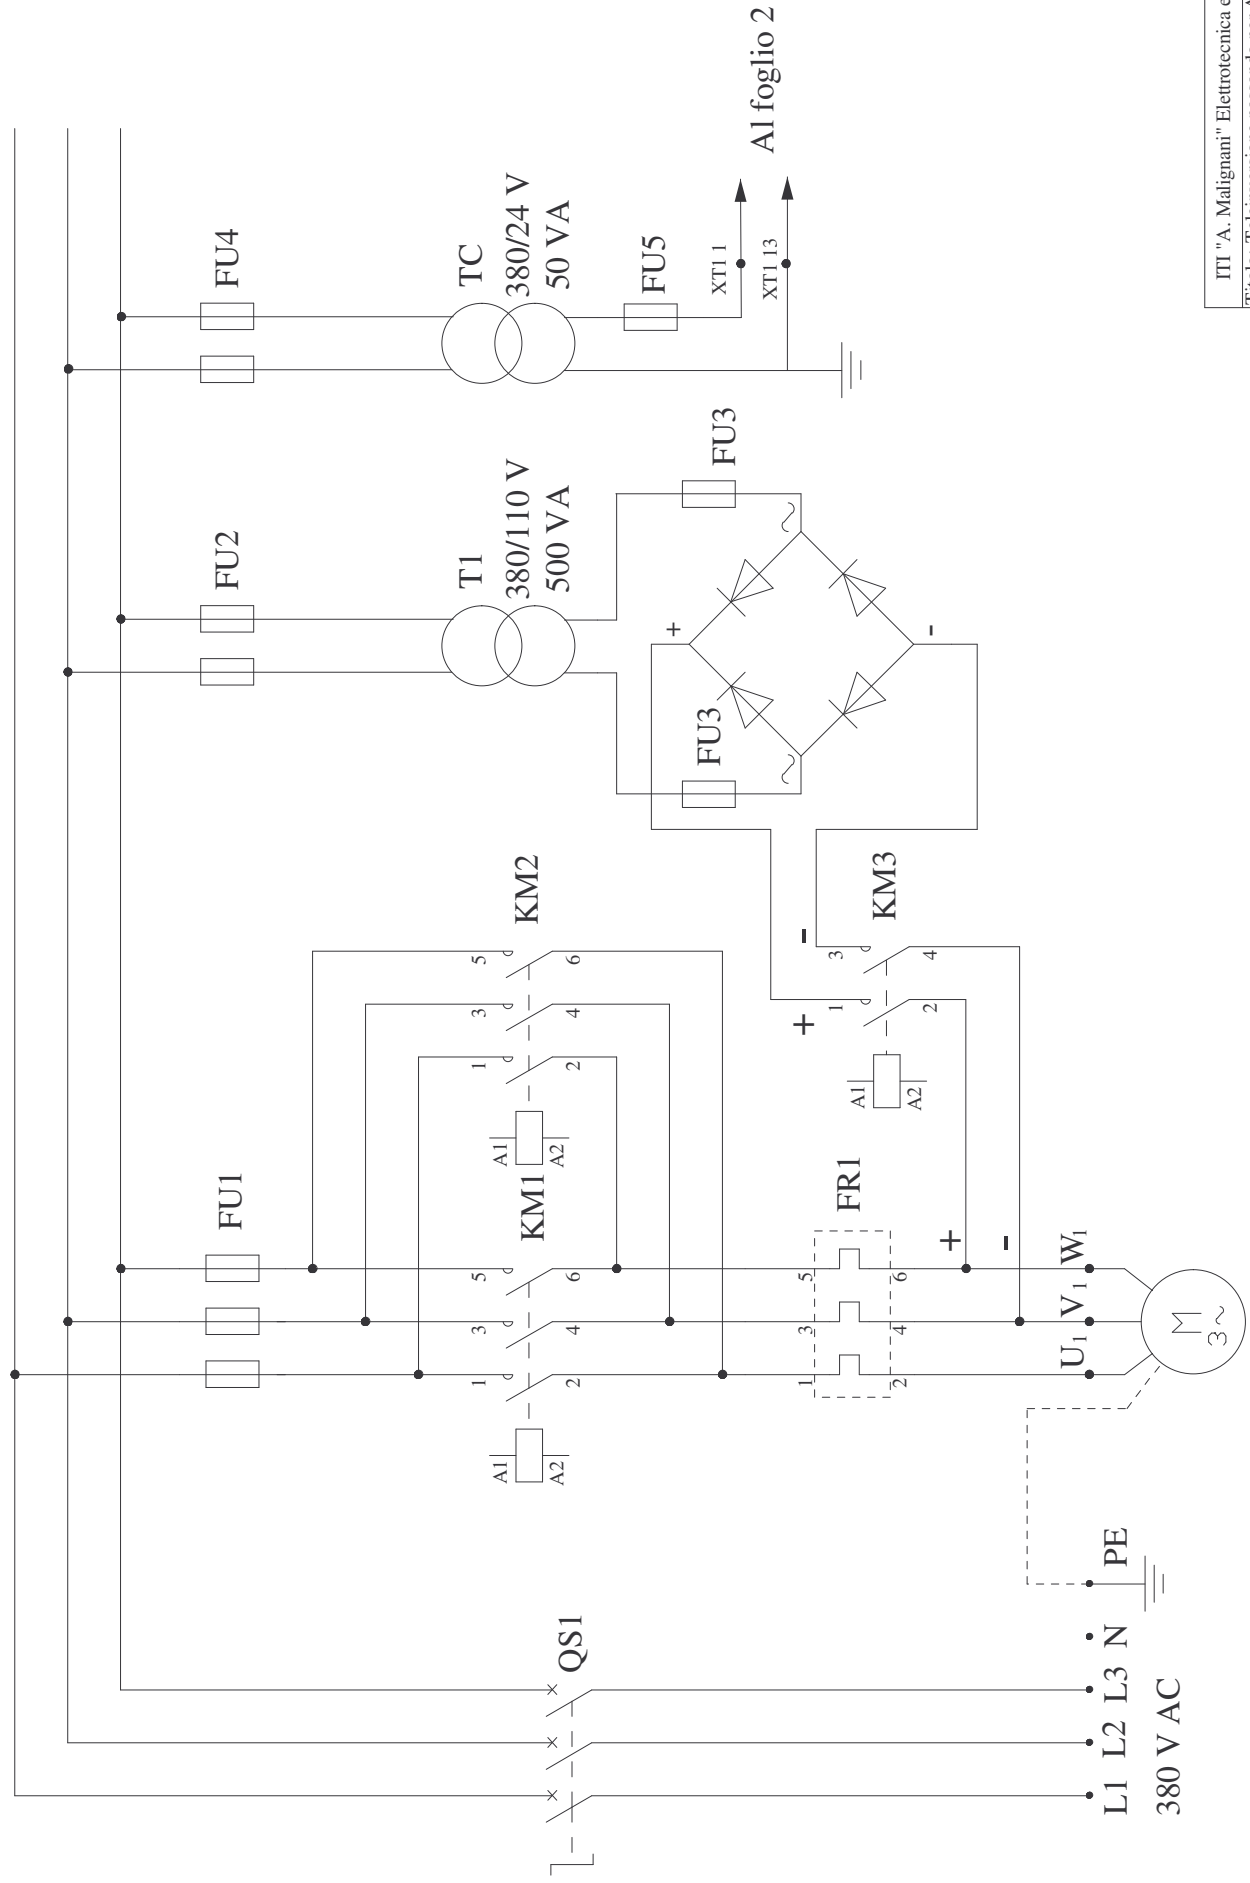 FU1
FU2
FU4
KM1
KM2
T1
380/110 V
500 VA
TC
380/24 V
50 VA
A1
A2
1
3
5
2
4
6
A1
A2
1
3
5
2
4
6
QS1
FU3
FU3
FU5
XT1 1
XT1 13
Al foglio 2
+
-
~
~
FR1
1
3
5
2
4
6
KM3
A1
A2
+
-
1
3
2
4
+
-
L1 L2 L3 N PE
380 V AC
U1 V1 W1
M
3~
ITI "A. Malignani" Elettrotecnica e